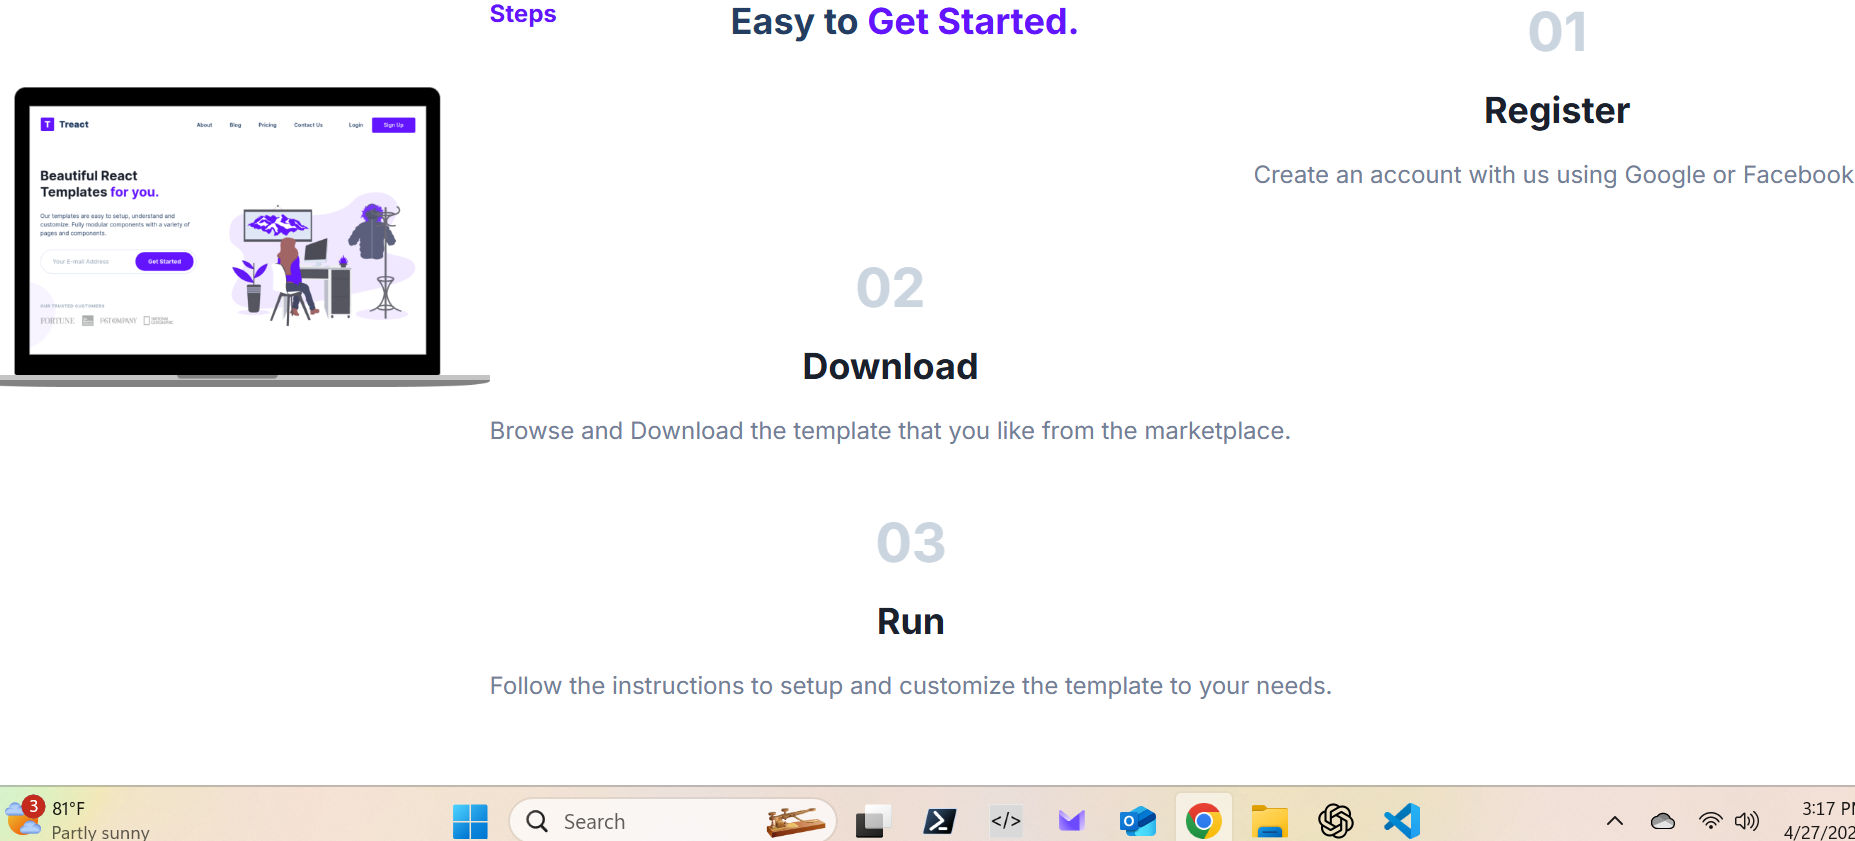 Steps
Easy to Get Started.
01
Register
Create an account with us using Google or Facebook
T Treact
About Blog Pricing Contact Us Login Sign Up
Beautiful React
Templates for you.
Our templates are easy to setup, understand and
customize. Fully modular components with a variety of
pages and components.
Your E-mail Address Get Started
OUR TRUSTED CUSTOMERS
FORTUNE FAST COMPANY
02
Download
Browse and Download the template that you like from the marketplace.
03
Run
Follow the instructions to setup and customize the template to your needs.
3 81°F
Partly sunny
Search
</>
3:17
4/27/202